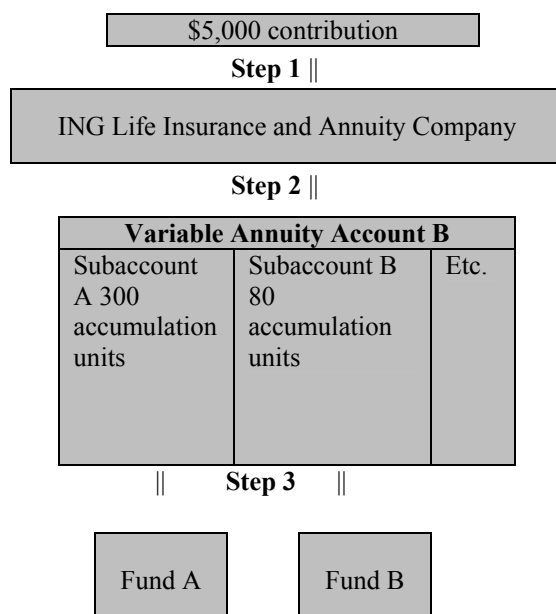 $5,000 contribution
Step 1 ||
ING Life Insurance and Annuity Company
Step 2 ||
Variable Annuity Account B
Subaccount
A 300
accumulation
units
Subaccount B
80
accumulation
units
Etc.
|| Step 3 ||
Fund A
Fund B